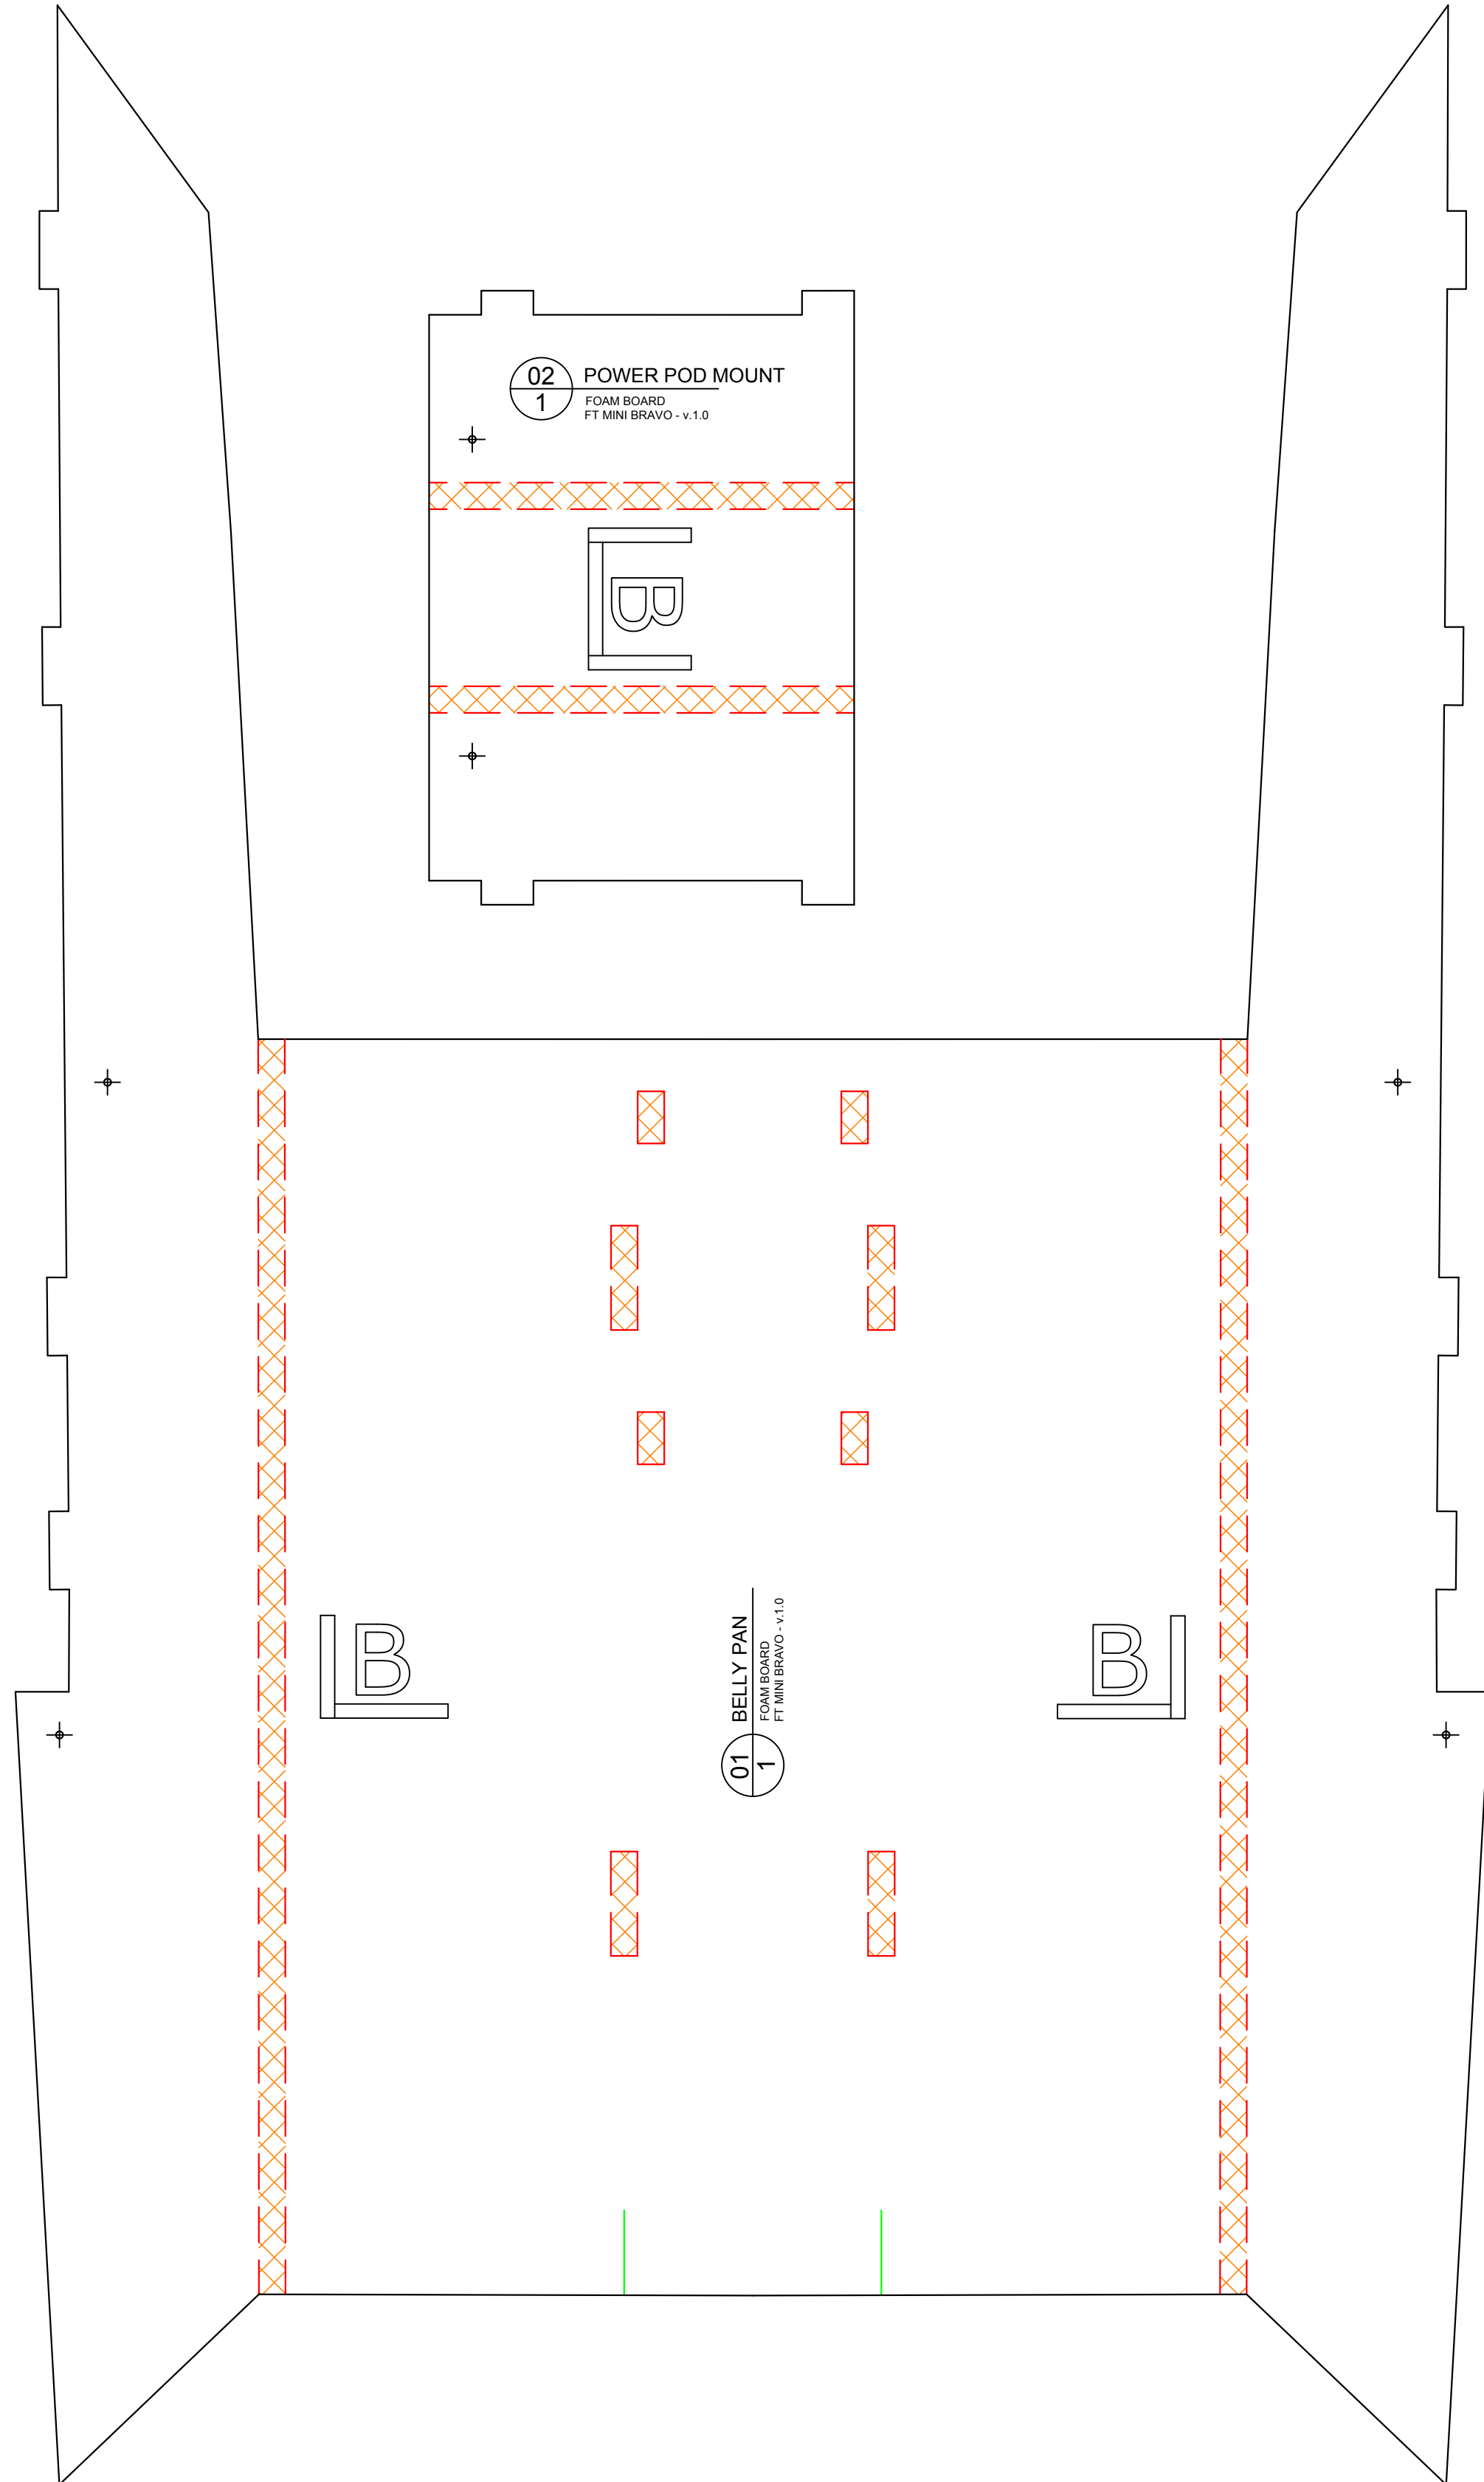 02
1
POWER POD MOUNT
FOAM BOARD
FT MINI BRAVO - v.1.0
B
B
B
01
1
BELLY PAN
FOAM BOARD
FT MINI BRAVO - v.1.0